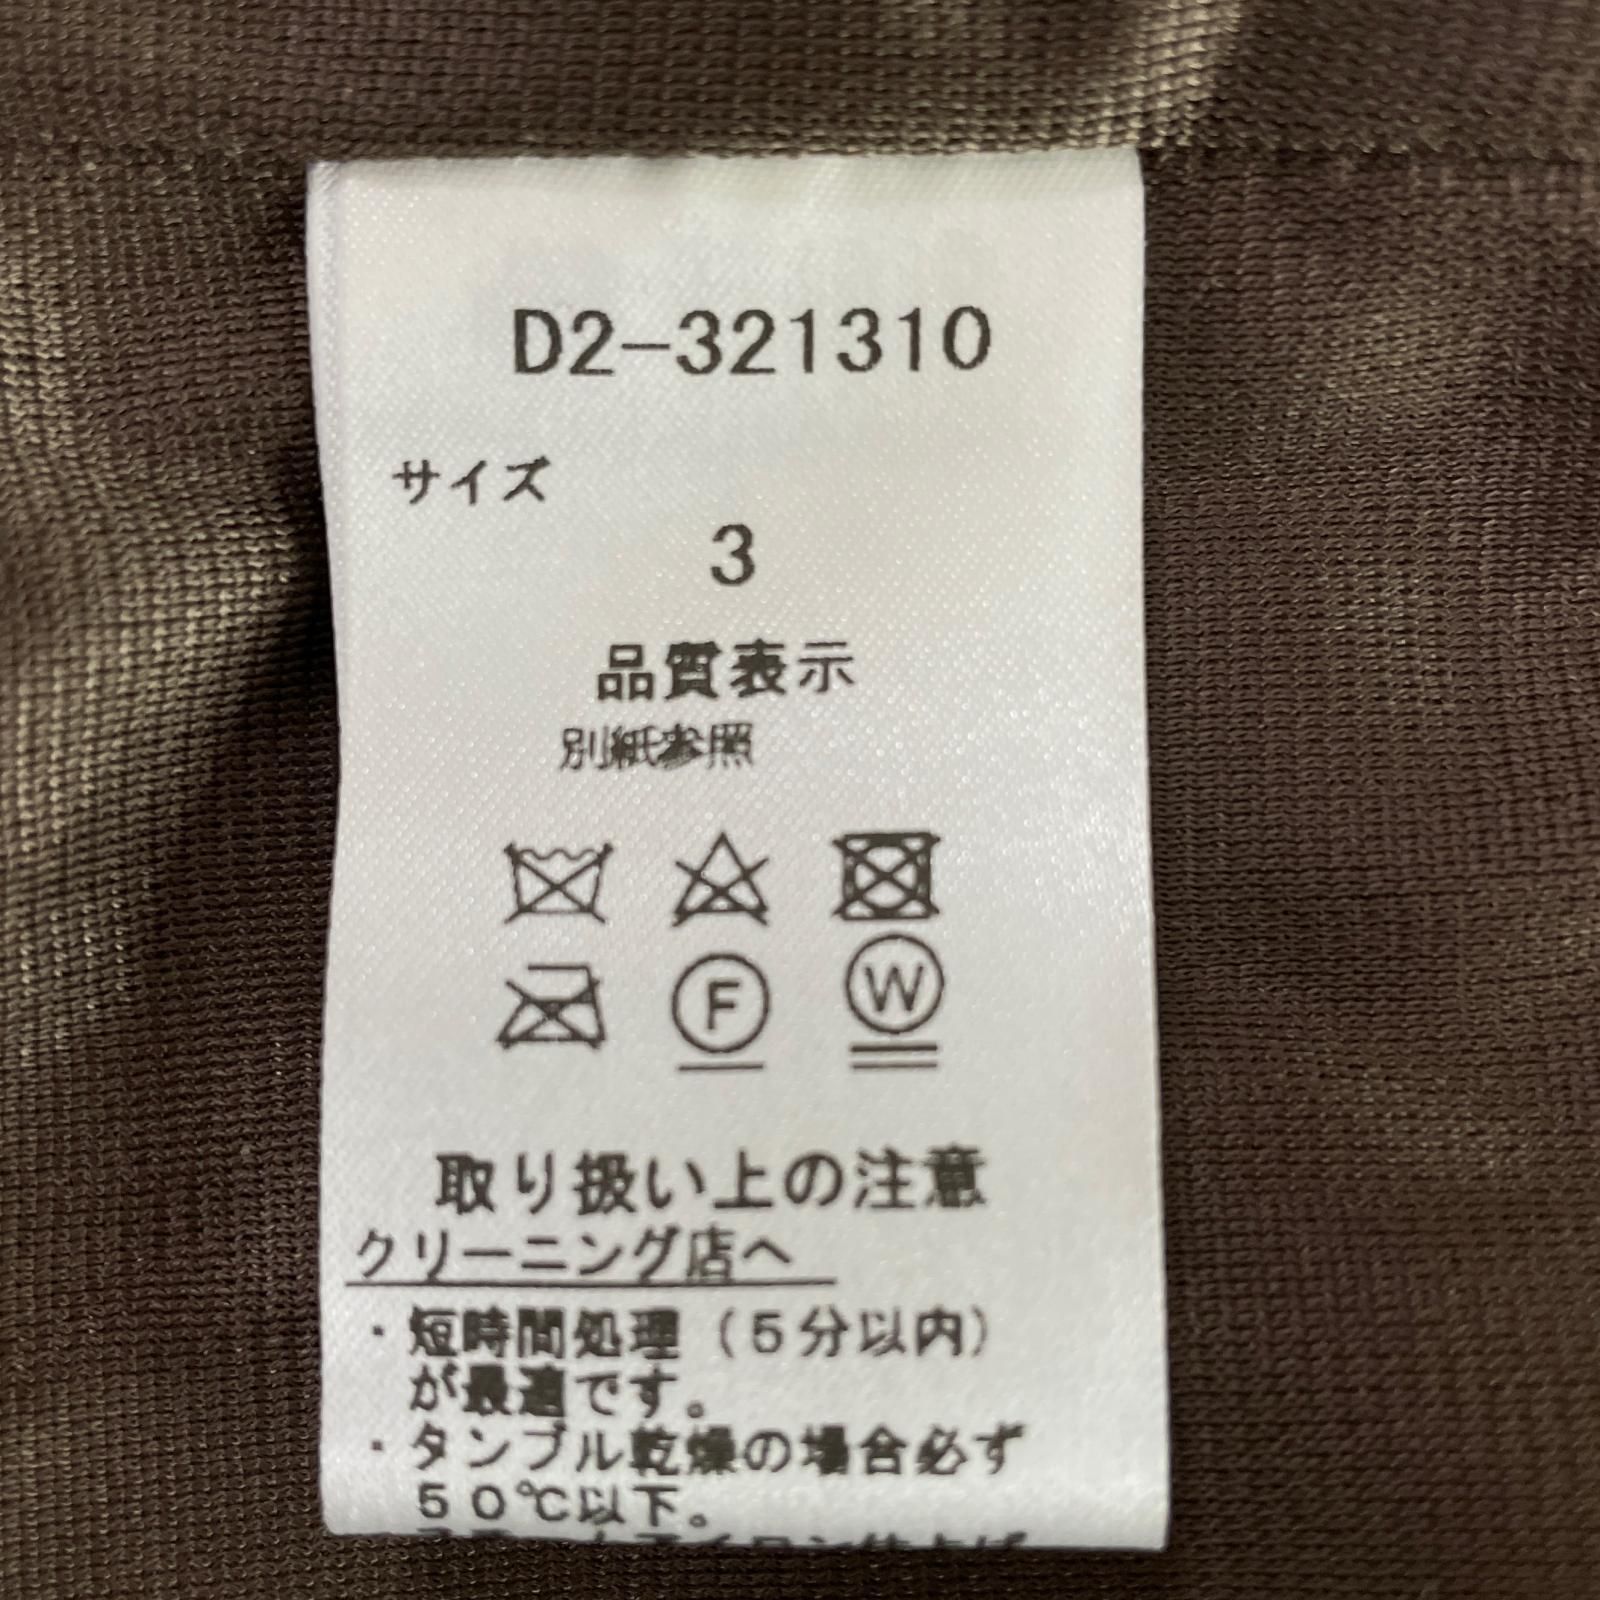 D2-321310
サイズ
3
品質表示
別紙参照
F
W
取り扱い上の注意
クリーニング店へ
・短時間処理（5分以内）
が最適です。
・タンブル乾燥の場合必ず
50℃以下。